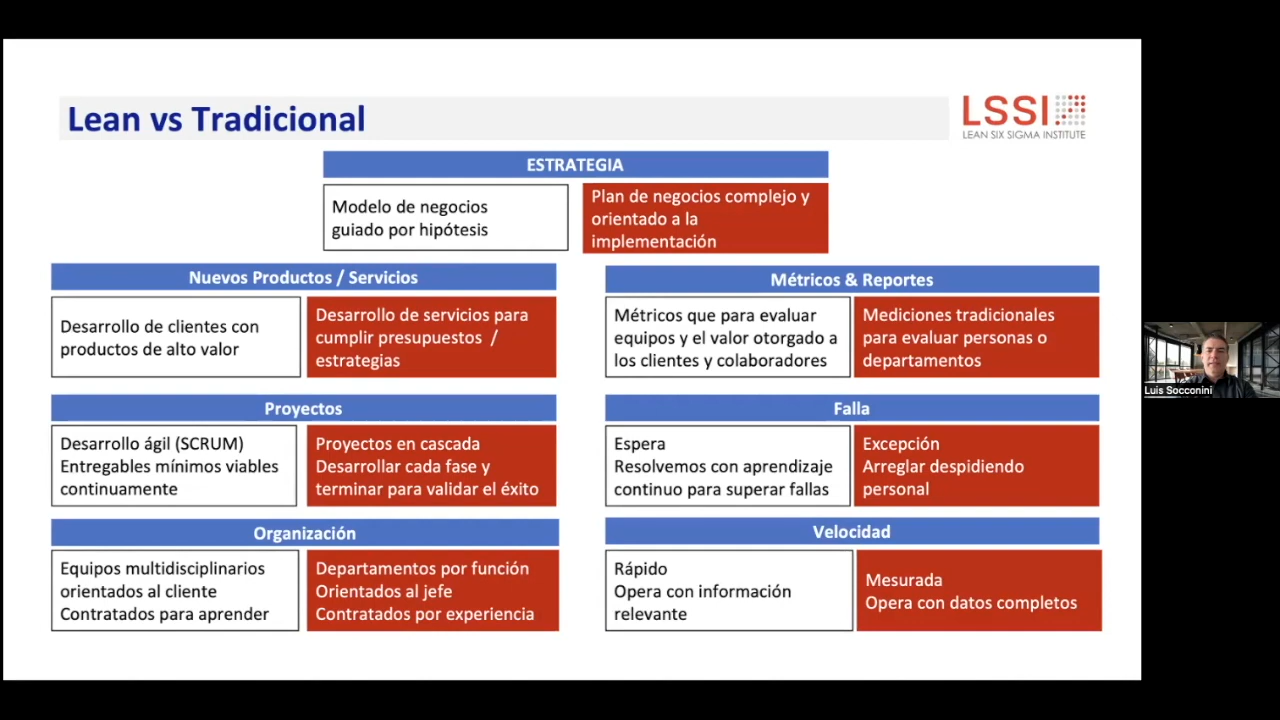 Lean vs Tradicional
LSSI
LEAN SIX SIGMA INSTITUTE
ESTRATEGIA
Modelo de negocios
guiado por hipótesis
Plan de negocios complejo y
orientado a la
implementación
Nuevos Productos / Servicios
Desarrollo de clientes con
productos de alto valor
Desarrollo de servicios para
cumplir presupuestos /
estrategias
Métricos & Reportes
Métricos que para evaluar
equipos y el valor otorgado a
los clientes y colaboradores
Mediciones tradicionales
para evaluar personas o
departamentos
Proyectos
Desarrollo ágil (SCRUM)
Entregables mínimos viables
continuamente
Proyectos en cascada
Desarrollar cada fase y
terminar para validar el éxito
Falla
Espera
Resolvemos con aprendizaje
continuo para superar fallas
Excepción
Arreglar despidiendo
personal
Organización
Equipos multidisciplinarios
orientados al cliente
Contratados para aprender
Departamentos por función
Orientados al jefe
Contratados por experiencia
Velocidad
Rápido
Opera con información
relevante
Mesurada
Opera con datos completos
Luis Socconini